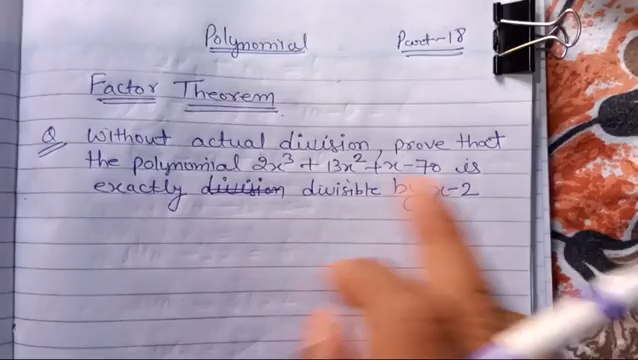 Polynomial
Part-18
Factor Theorem
Q Without actual division, prove that
the polynomial 2x³ + 13x² + x - 70 is
exactly division divisible by x-2